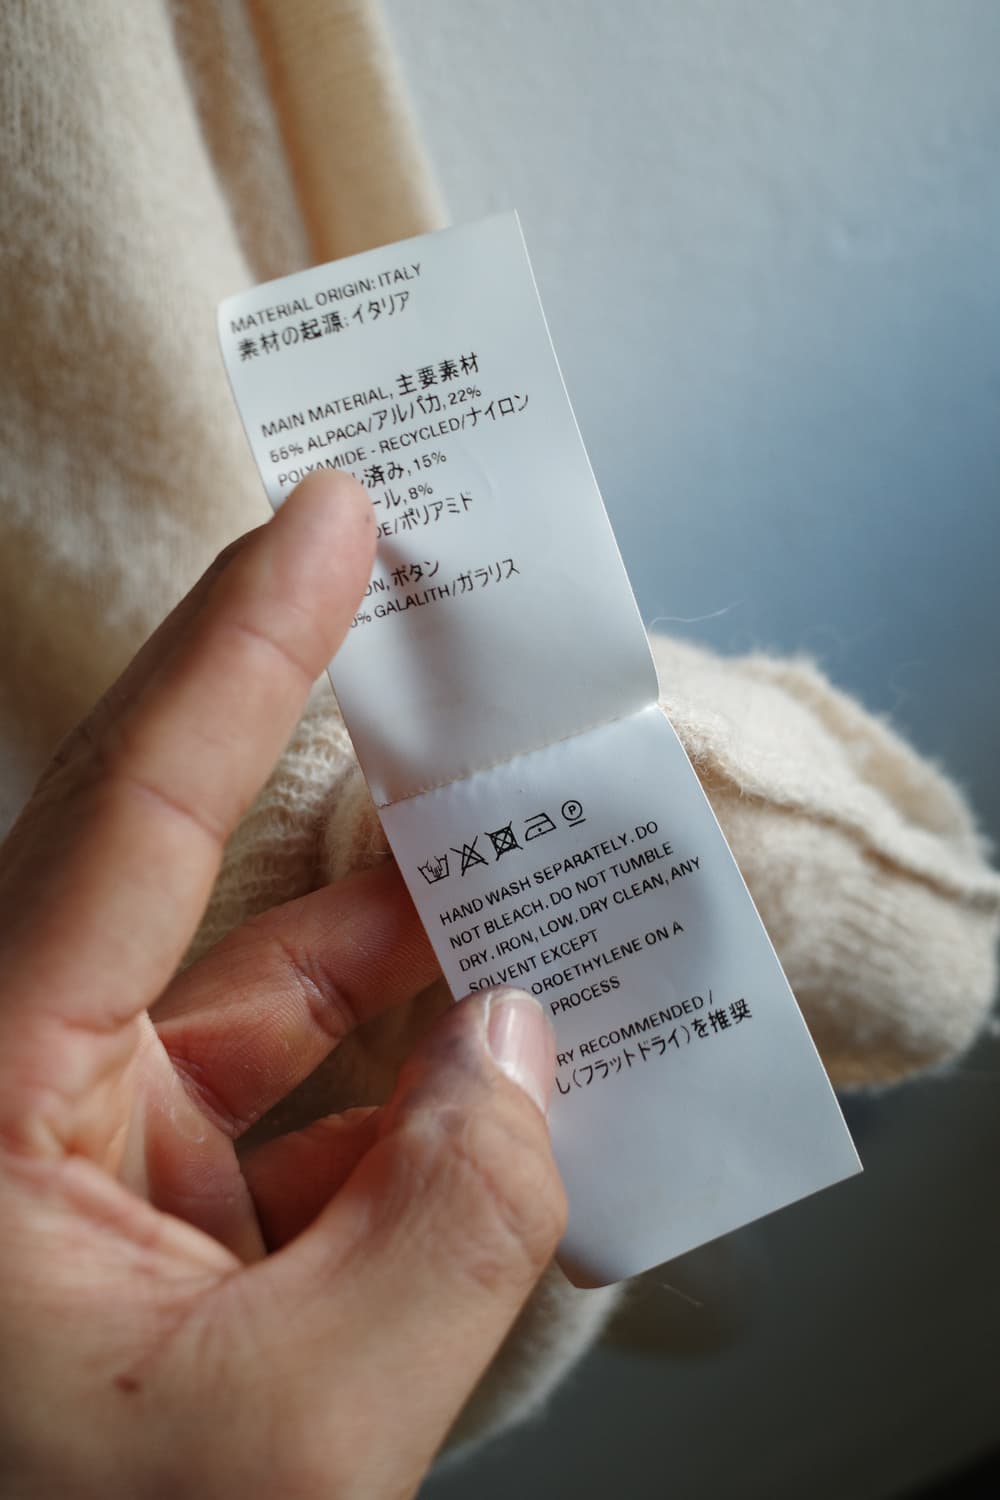 MATERIAL ORIGIN: ITALY
素材の起源: イタリア
MAIN MATERIAL, 主要素材
55% ALPACA/アルパカ, 22%
POLYAMIDE - RECYCLED/ナイロン
済み, 15%
ール, 8%
DE/ポリアミド
ON, ボタン
0% GALALITH/ガラリス
P
HAND WASH SEPARATELY. DO
NOT BLEACH. DO NOT TUMBLE
DRY. IRON, LOW. DRY CLEAN, ANY
SOLVENT EXCEPT
OROETHYLENE ON A
PROCESS
RY RECOMMENDED /
し(フラットドライ)を推奨